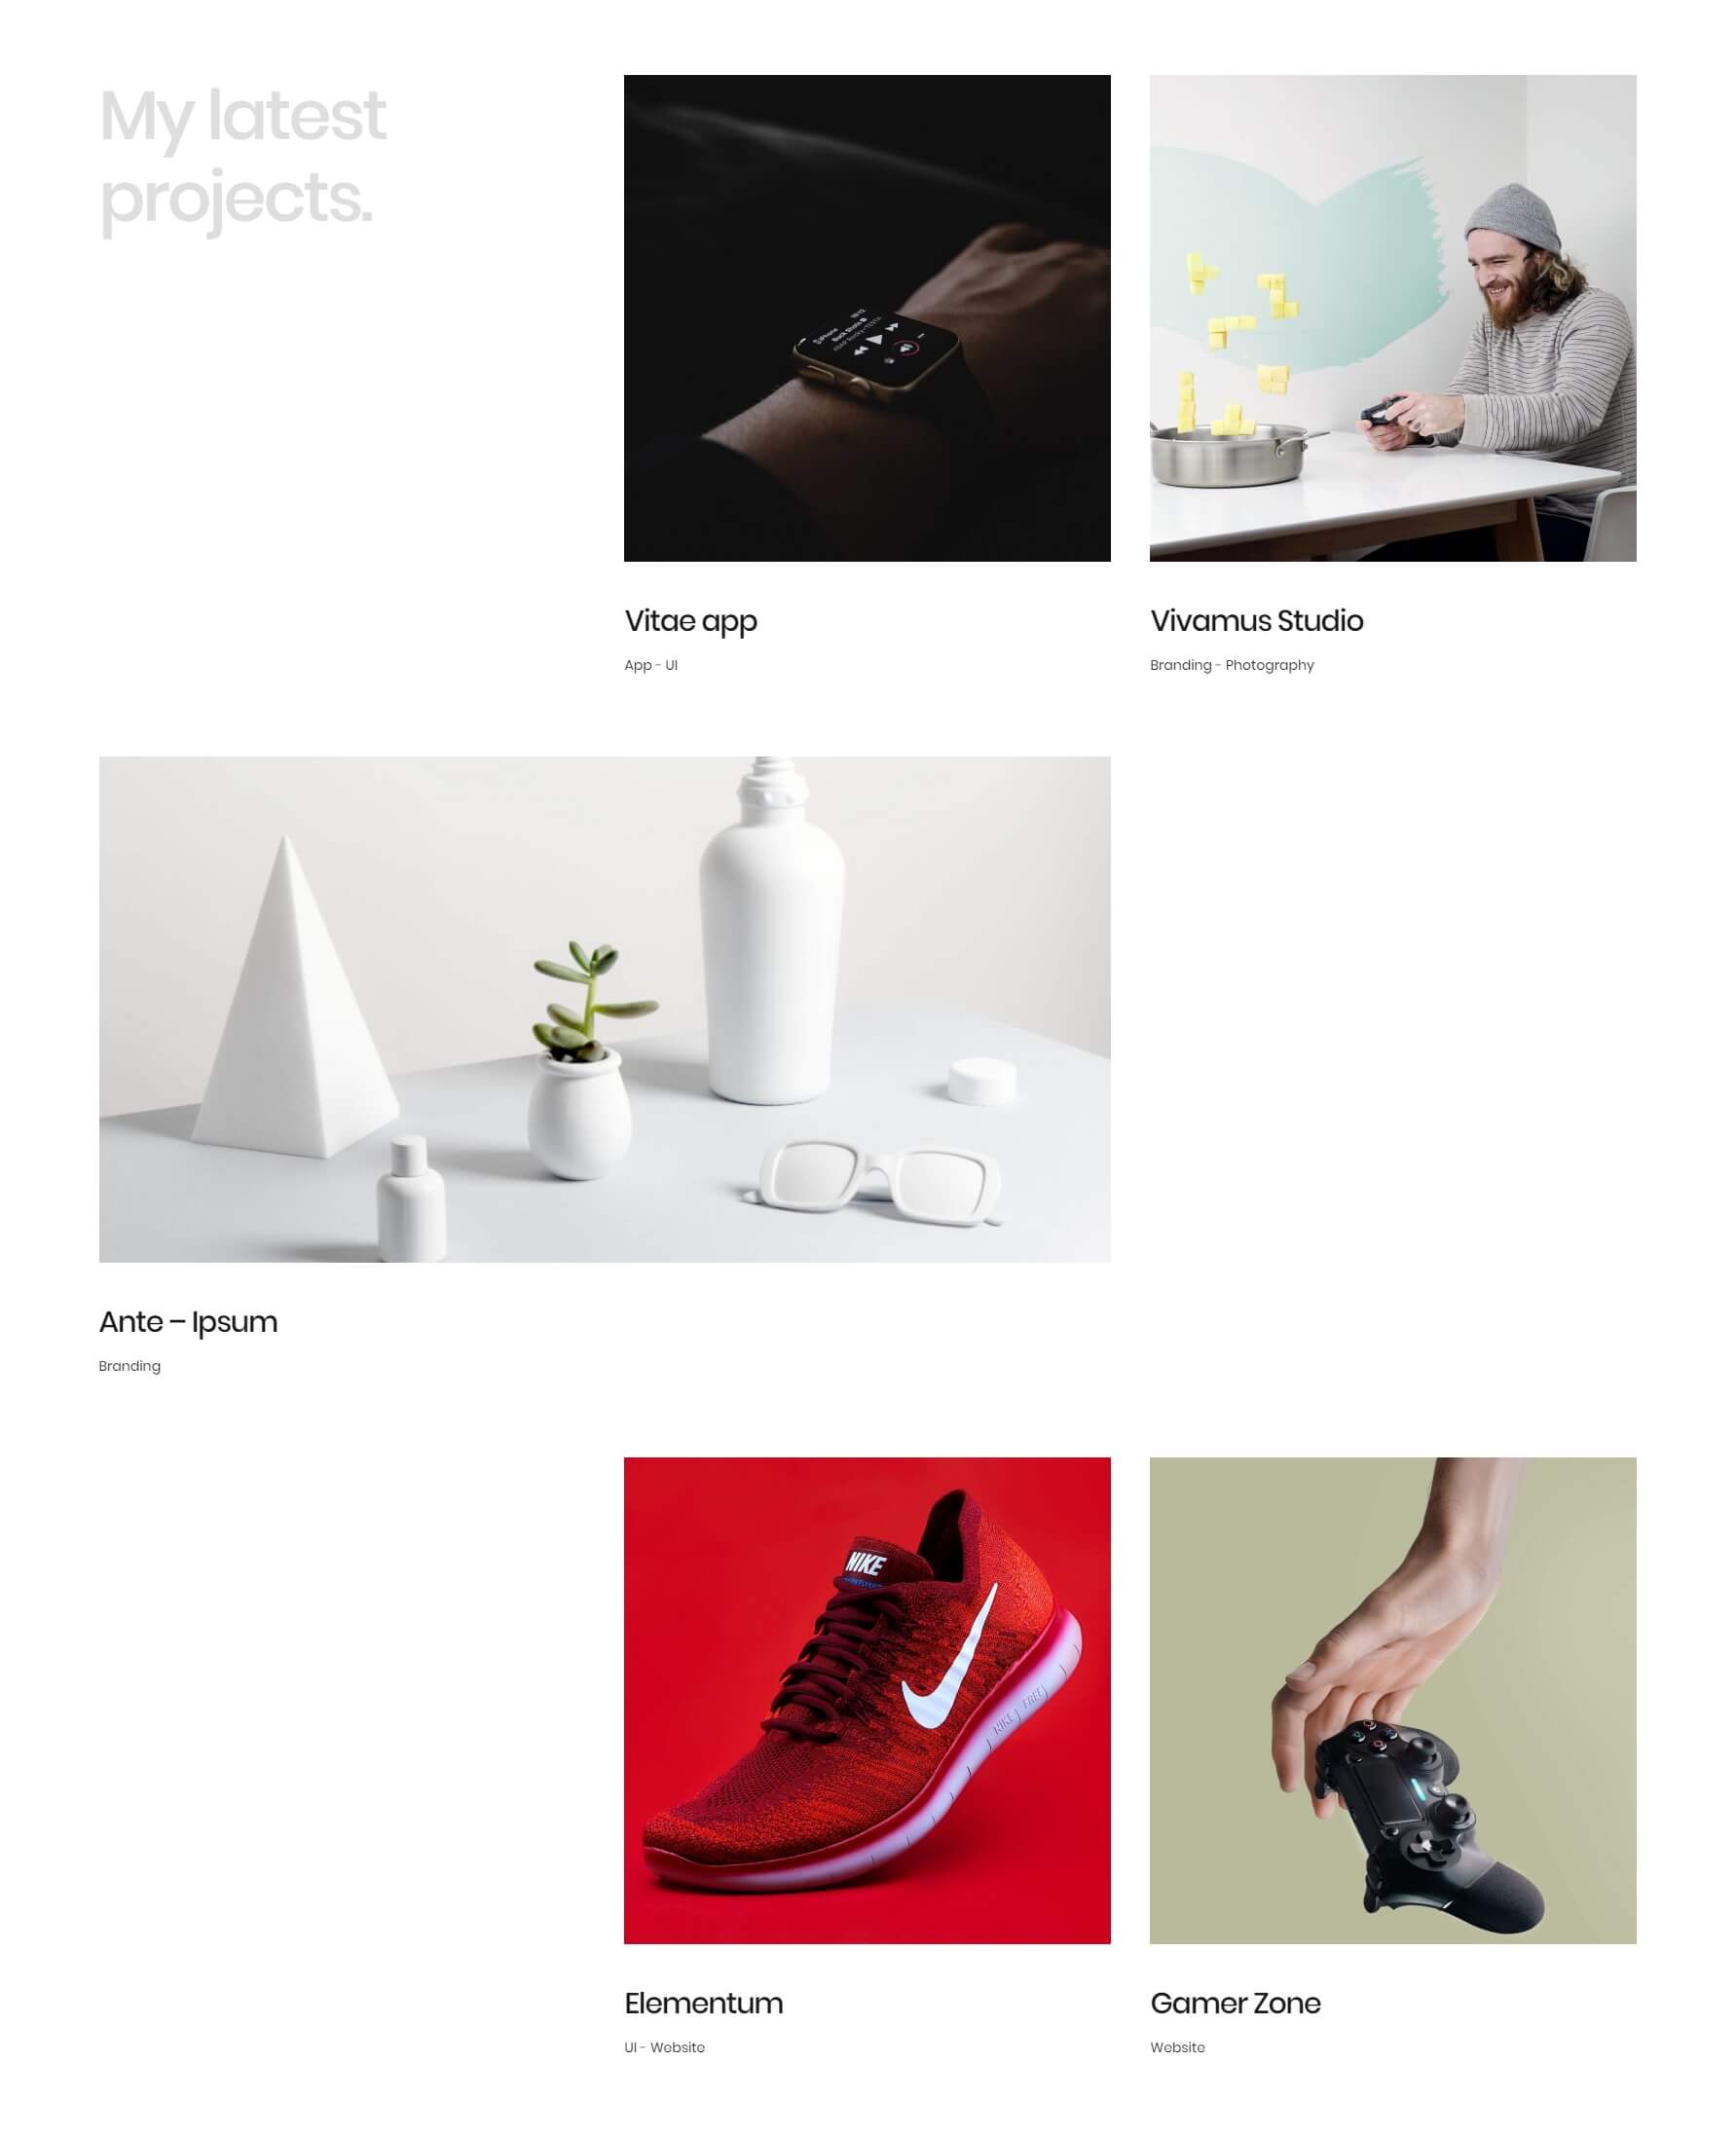 My latest
projects.
Vitae app
App - UI
Vivamus Studio
Branding - Photography
Ante – Ipsum
Branding
NIKE
NIKE FREE
Elementum
UI - Website
Gamer Zone
Website